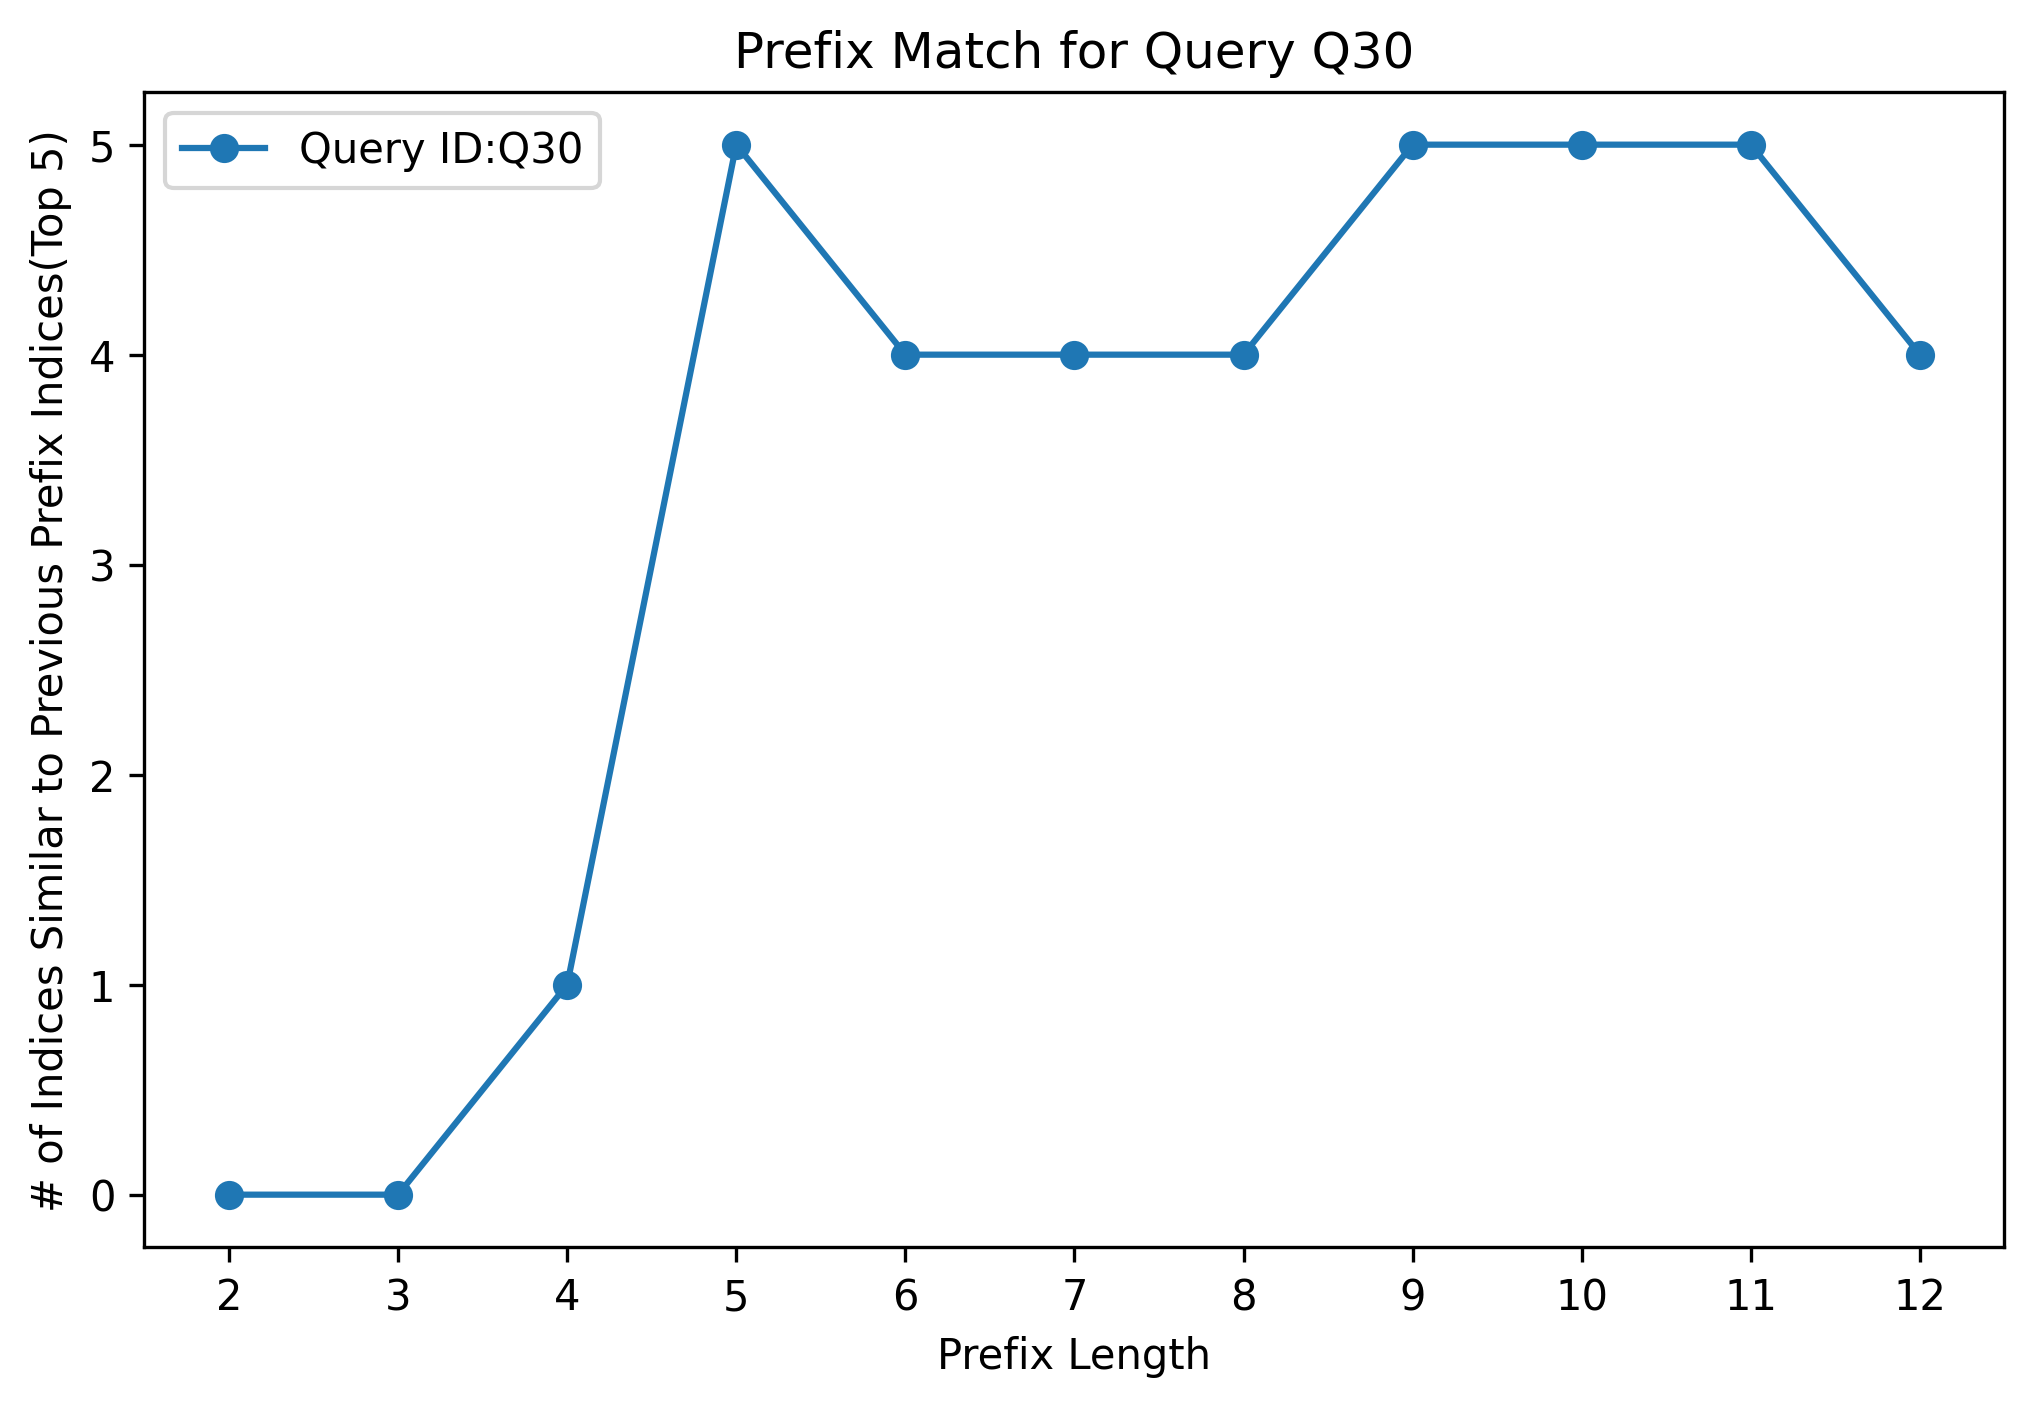 Prefix Match for Query Q30
Query ID:Q30
# of Indices Similar to Previous Prefix Indices(Top 5)
5
4
3
2
1
0
2 3 4 5 6 7 8 9 10 11 12
Prefix Length